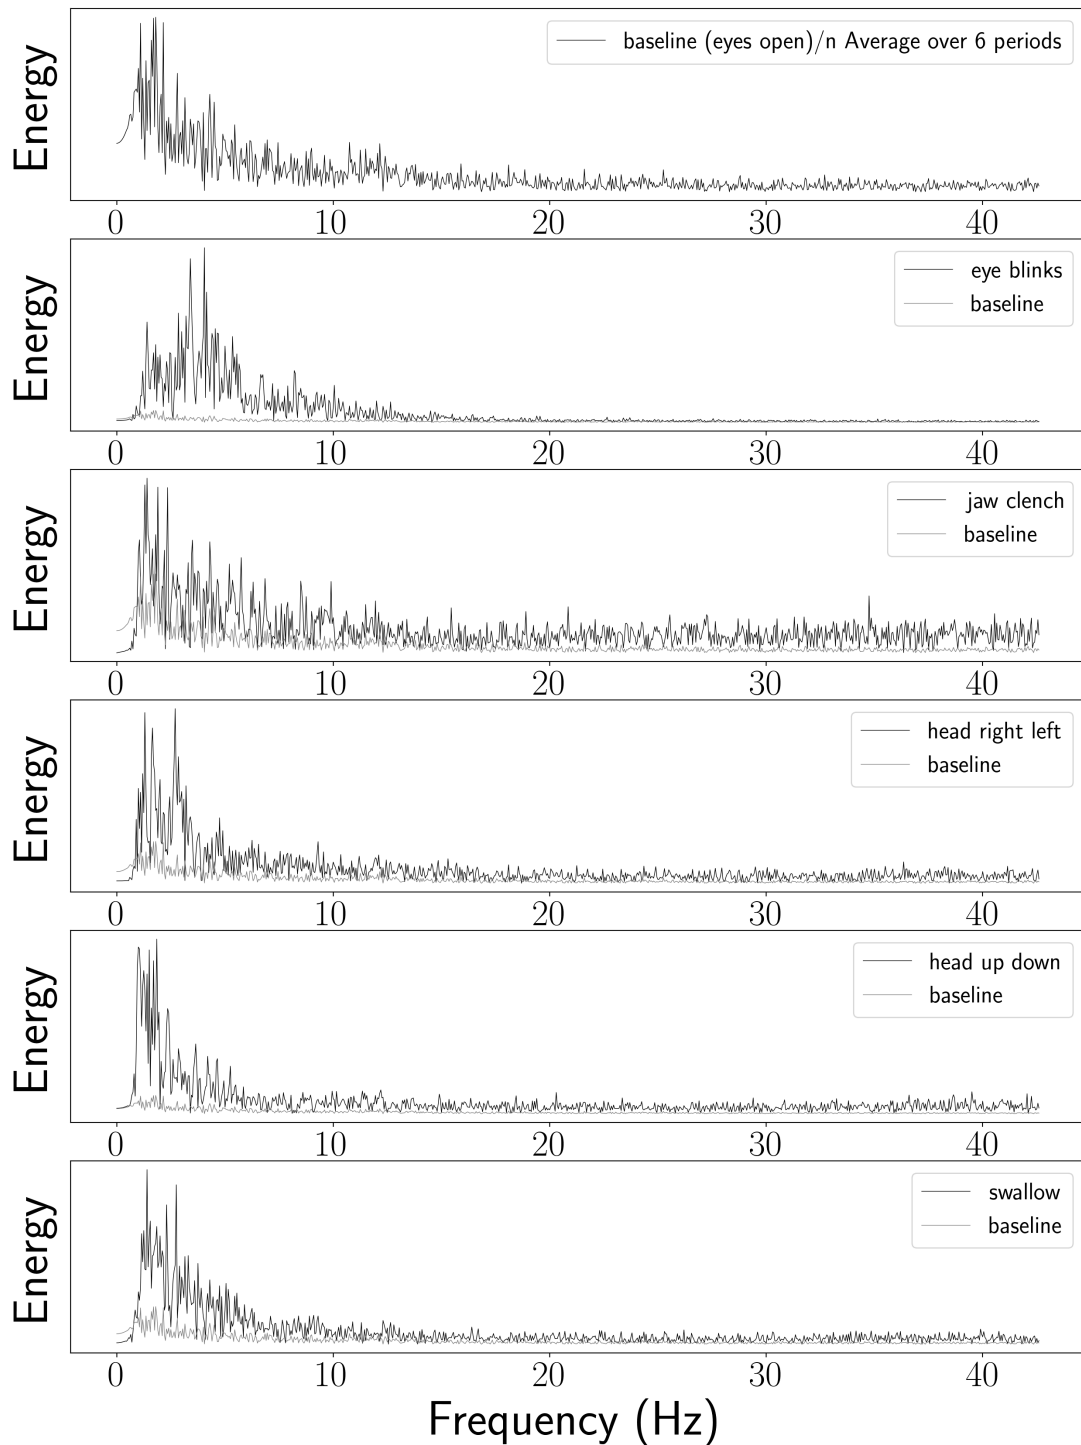 Energy
baseline (eyes open)/n Average over 6 periods
0 10 20 30 40
Energy
eye blinks
baseline
0 10 20 30 40
Energy
jaw clench
baseline
0 10 20 30 40
Energy
head right left
baseline
0 10 20 30 40
Energy
head up down
baseline
0 10 20 30 40
Energy
swallow
baseline
0 10 20 30 40
Frequency (Hz)